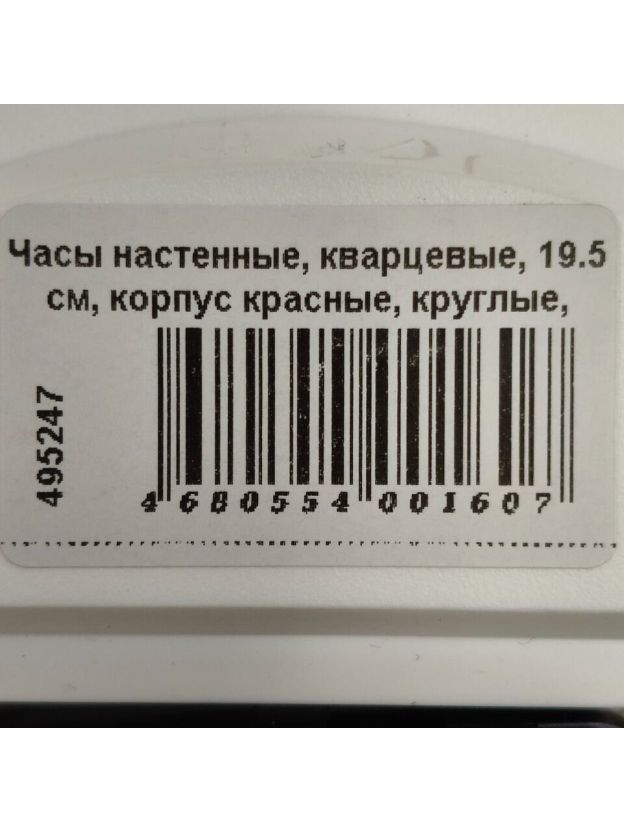 Часы настенные, кварцевые, 19.5
см, корпус красные, круглые,
495247
4 680554 001607